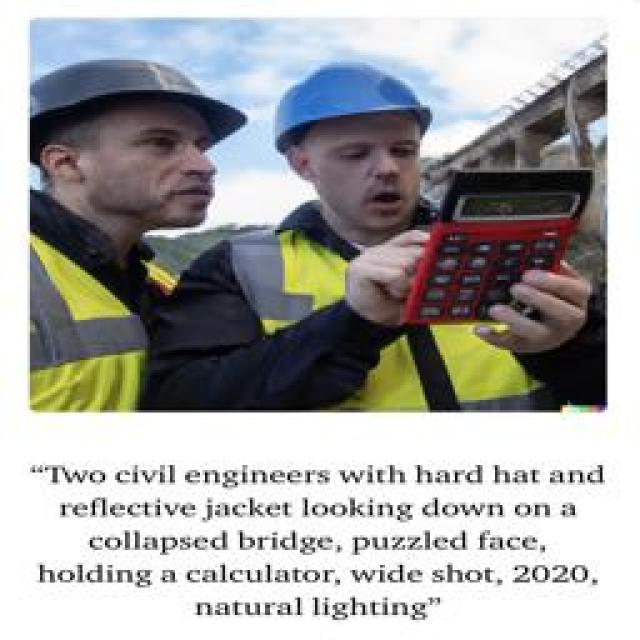 “Two civil engineers with hard hat and
reflective jacket looking down on a
collapsed bridge, puzzled face,
holding a calculator, wide shot, 2020,
natural lighting”